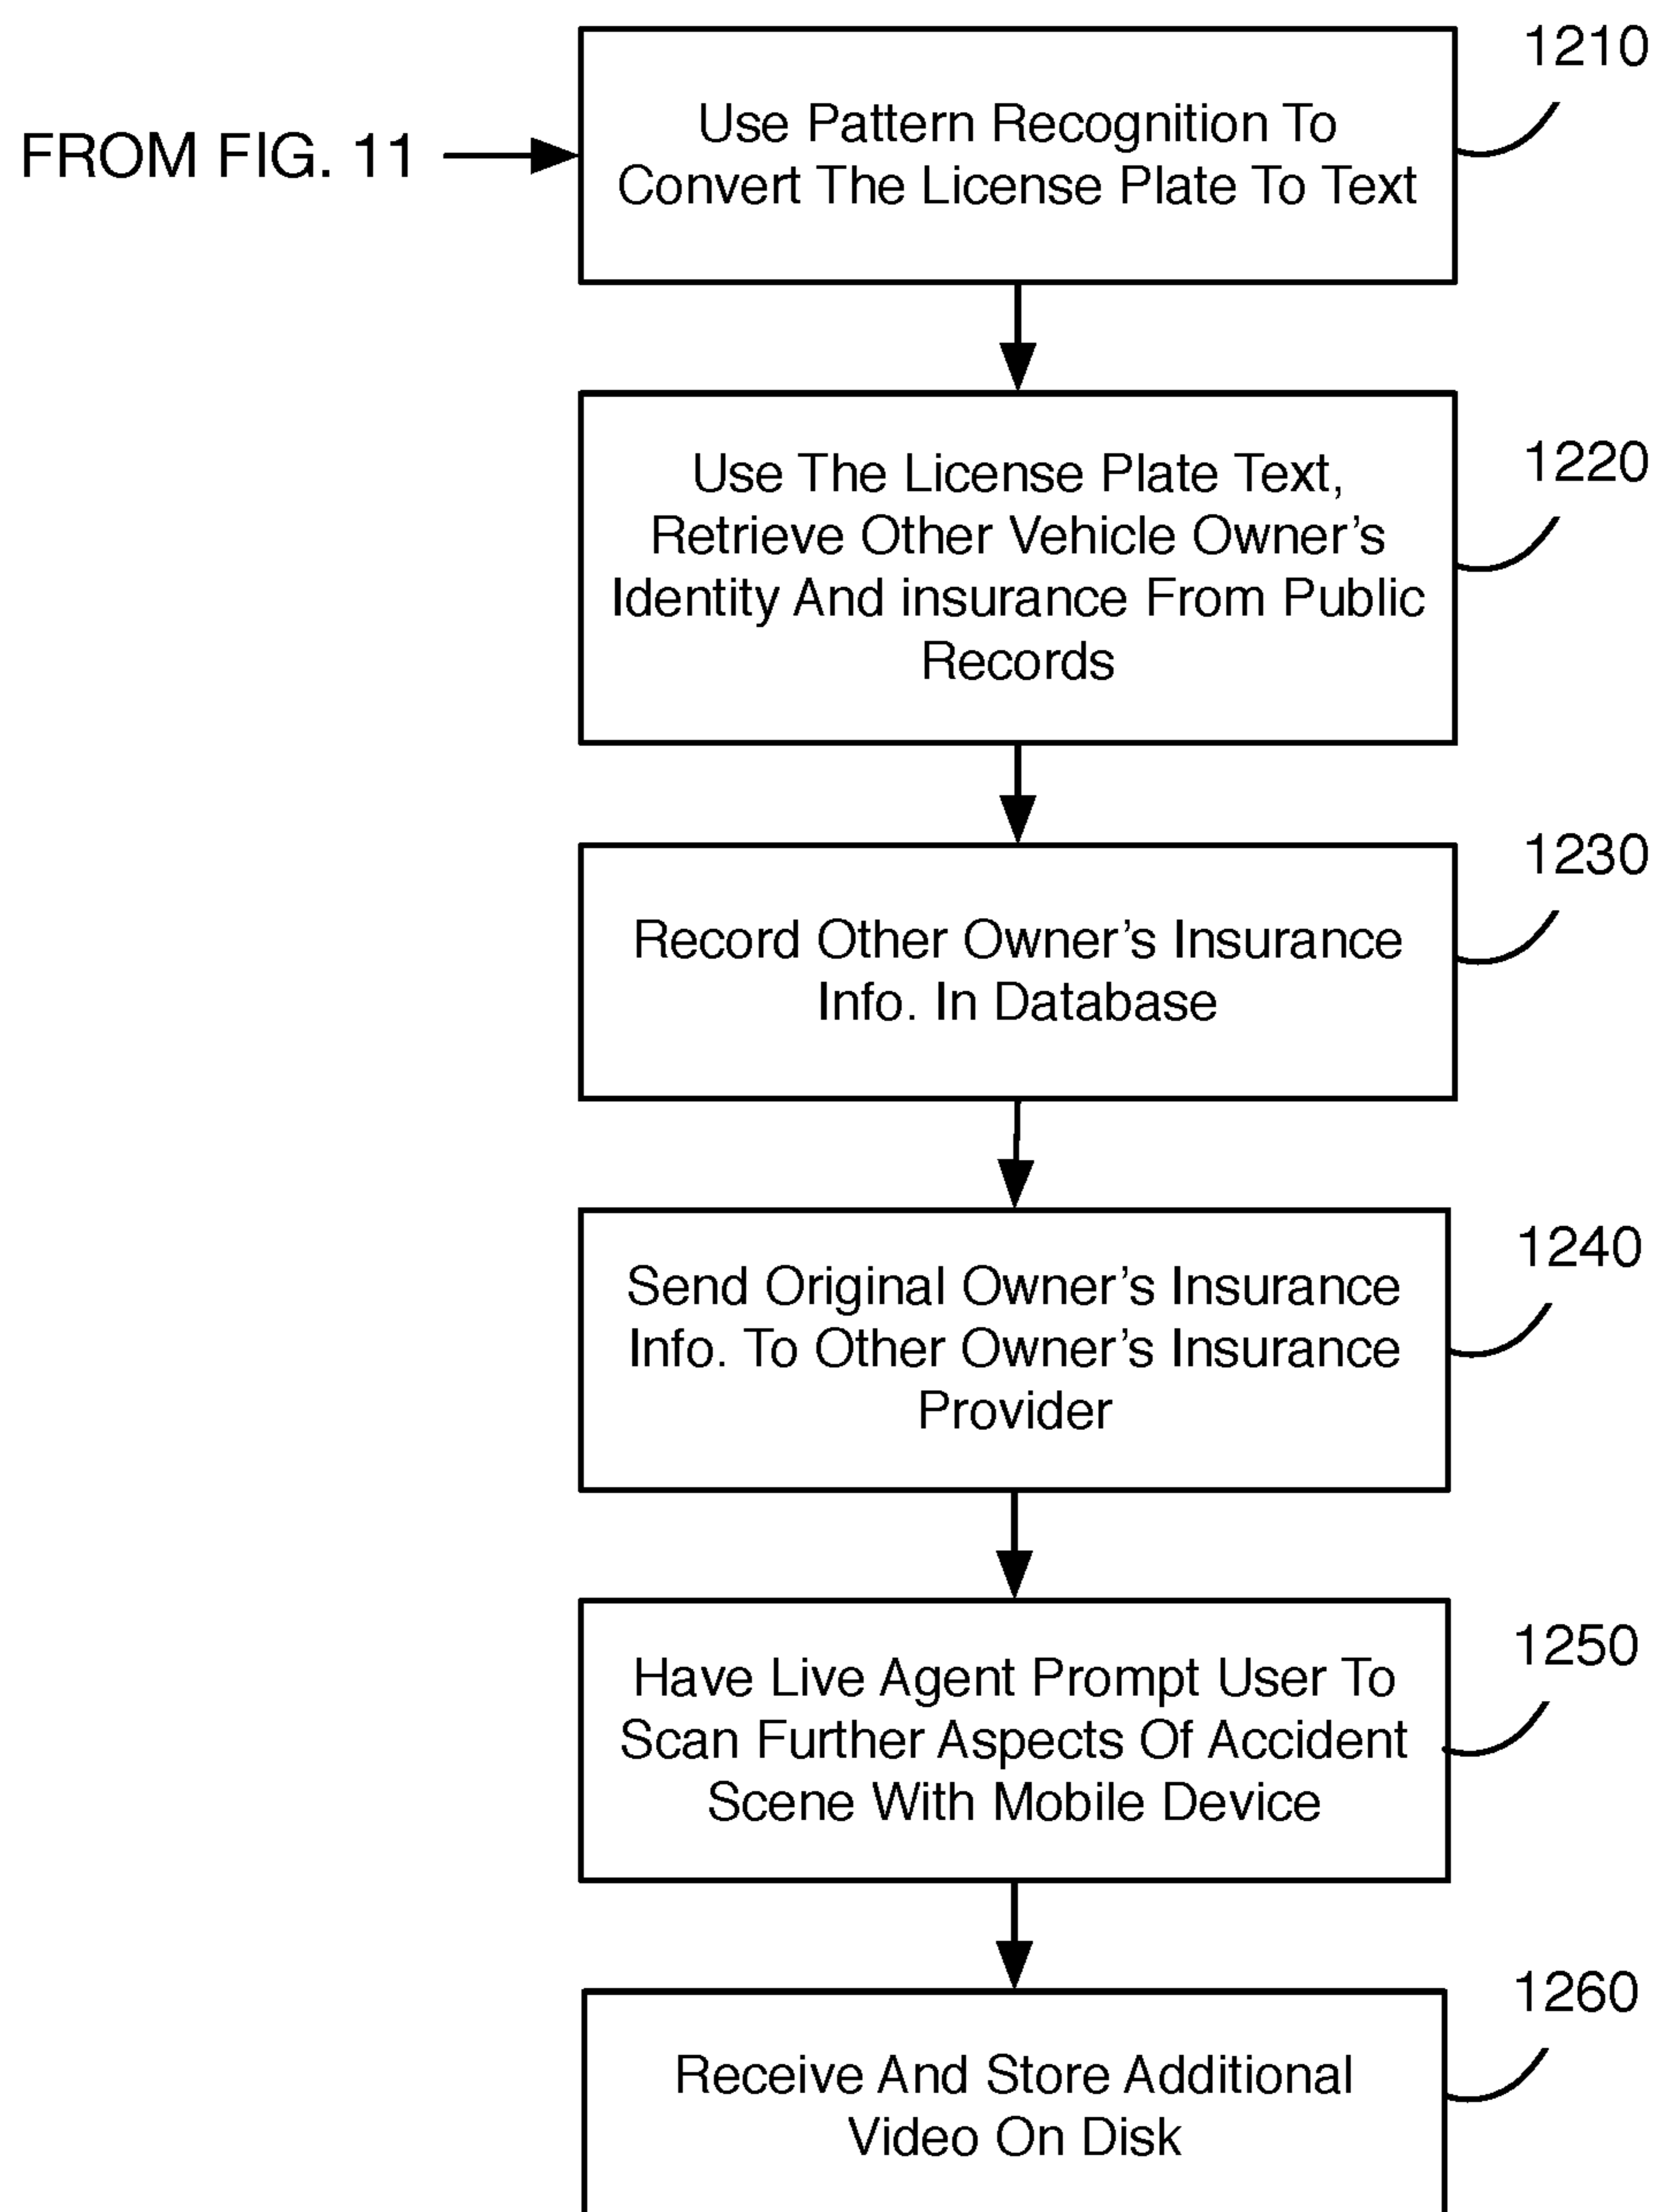 1210
FROM FIG. 11
Use Pattern Recognition To
Convert The License Plate To Text
1220
Use The License Plate Text,
Retrieve Other Vehicle Owner’s
Identity And insurance From Public
Records
1230
Record Other Owner’s Insurance
Info. In Database
1240
Send Original Owner’s Insurance
Info. To Other Owner’s Insurance
Provider
1250
Have Live Agent Prompt User To
Scan Further Aspects Of Accident
Scene With Mobile Device
1260
Receive And Store Additional
Video On Disk